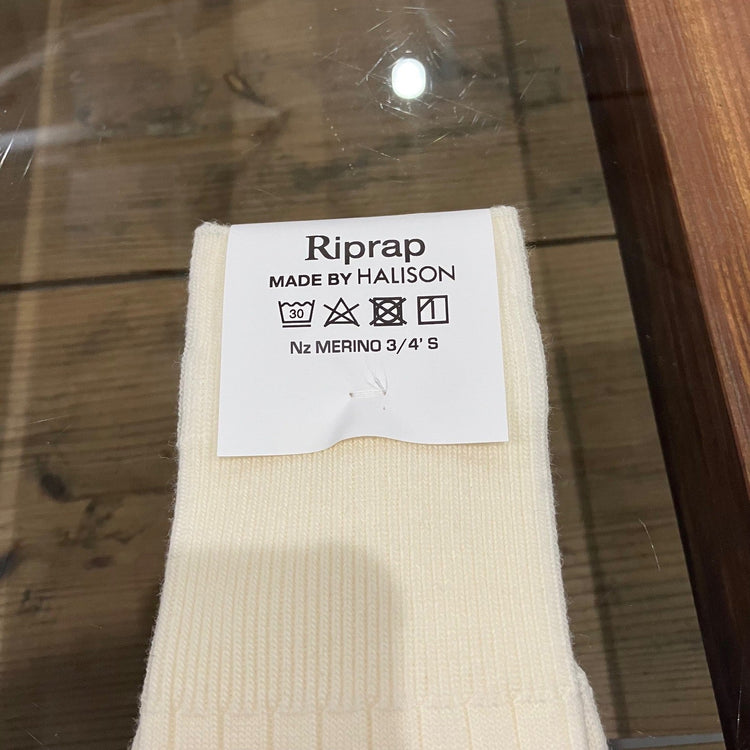 Riprap
MADE BY HALISON
30
Nz MERINO 3/4' S